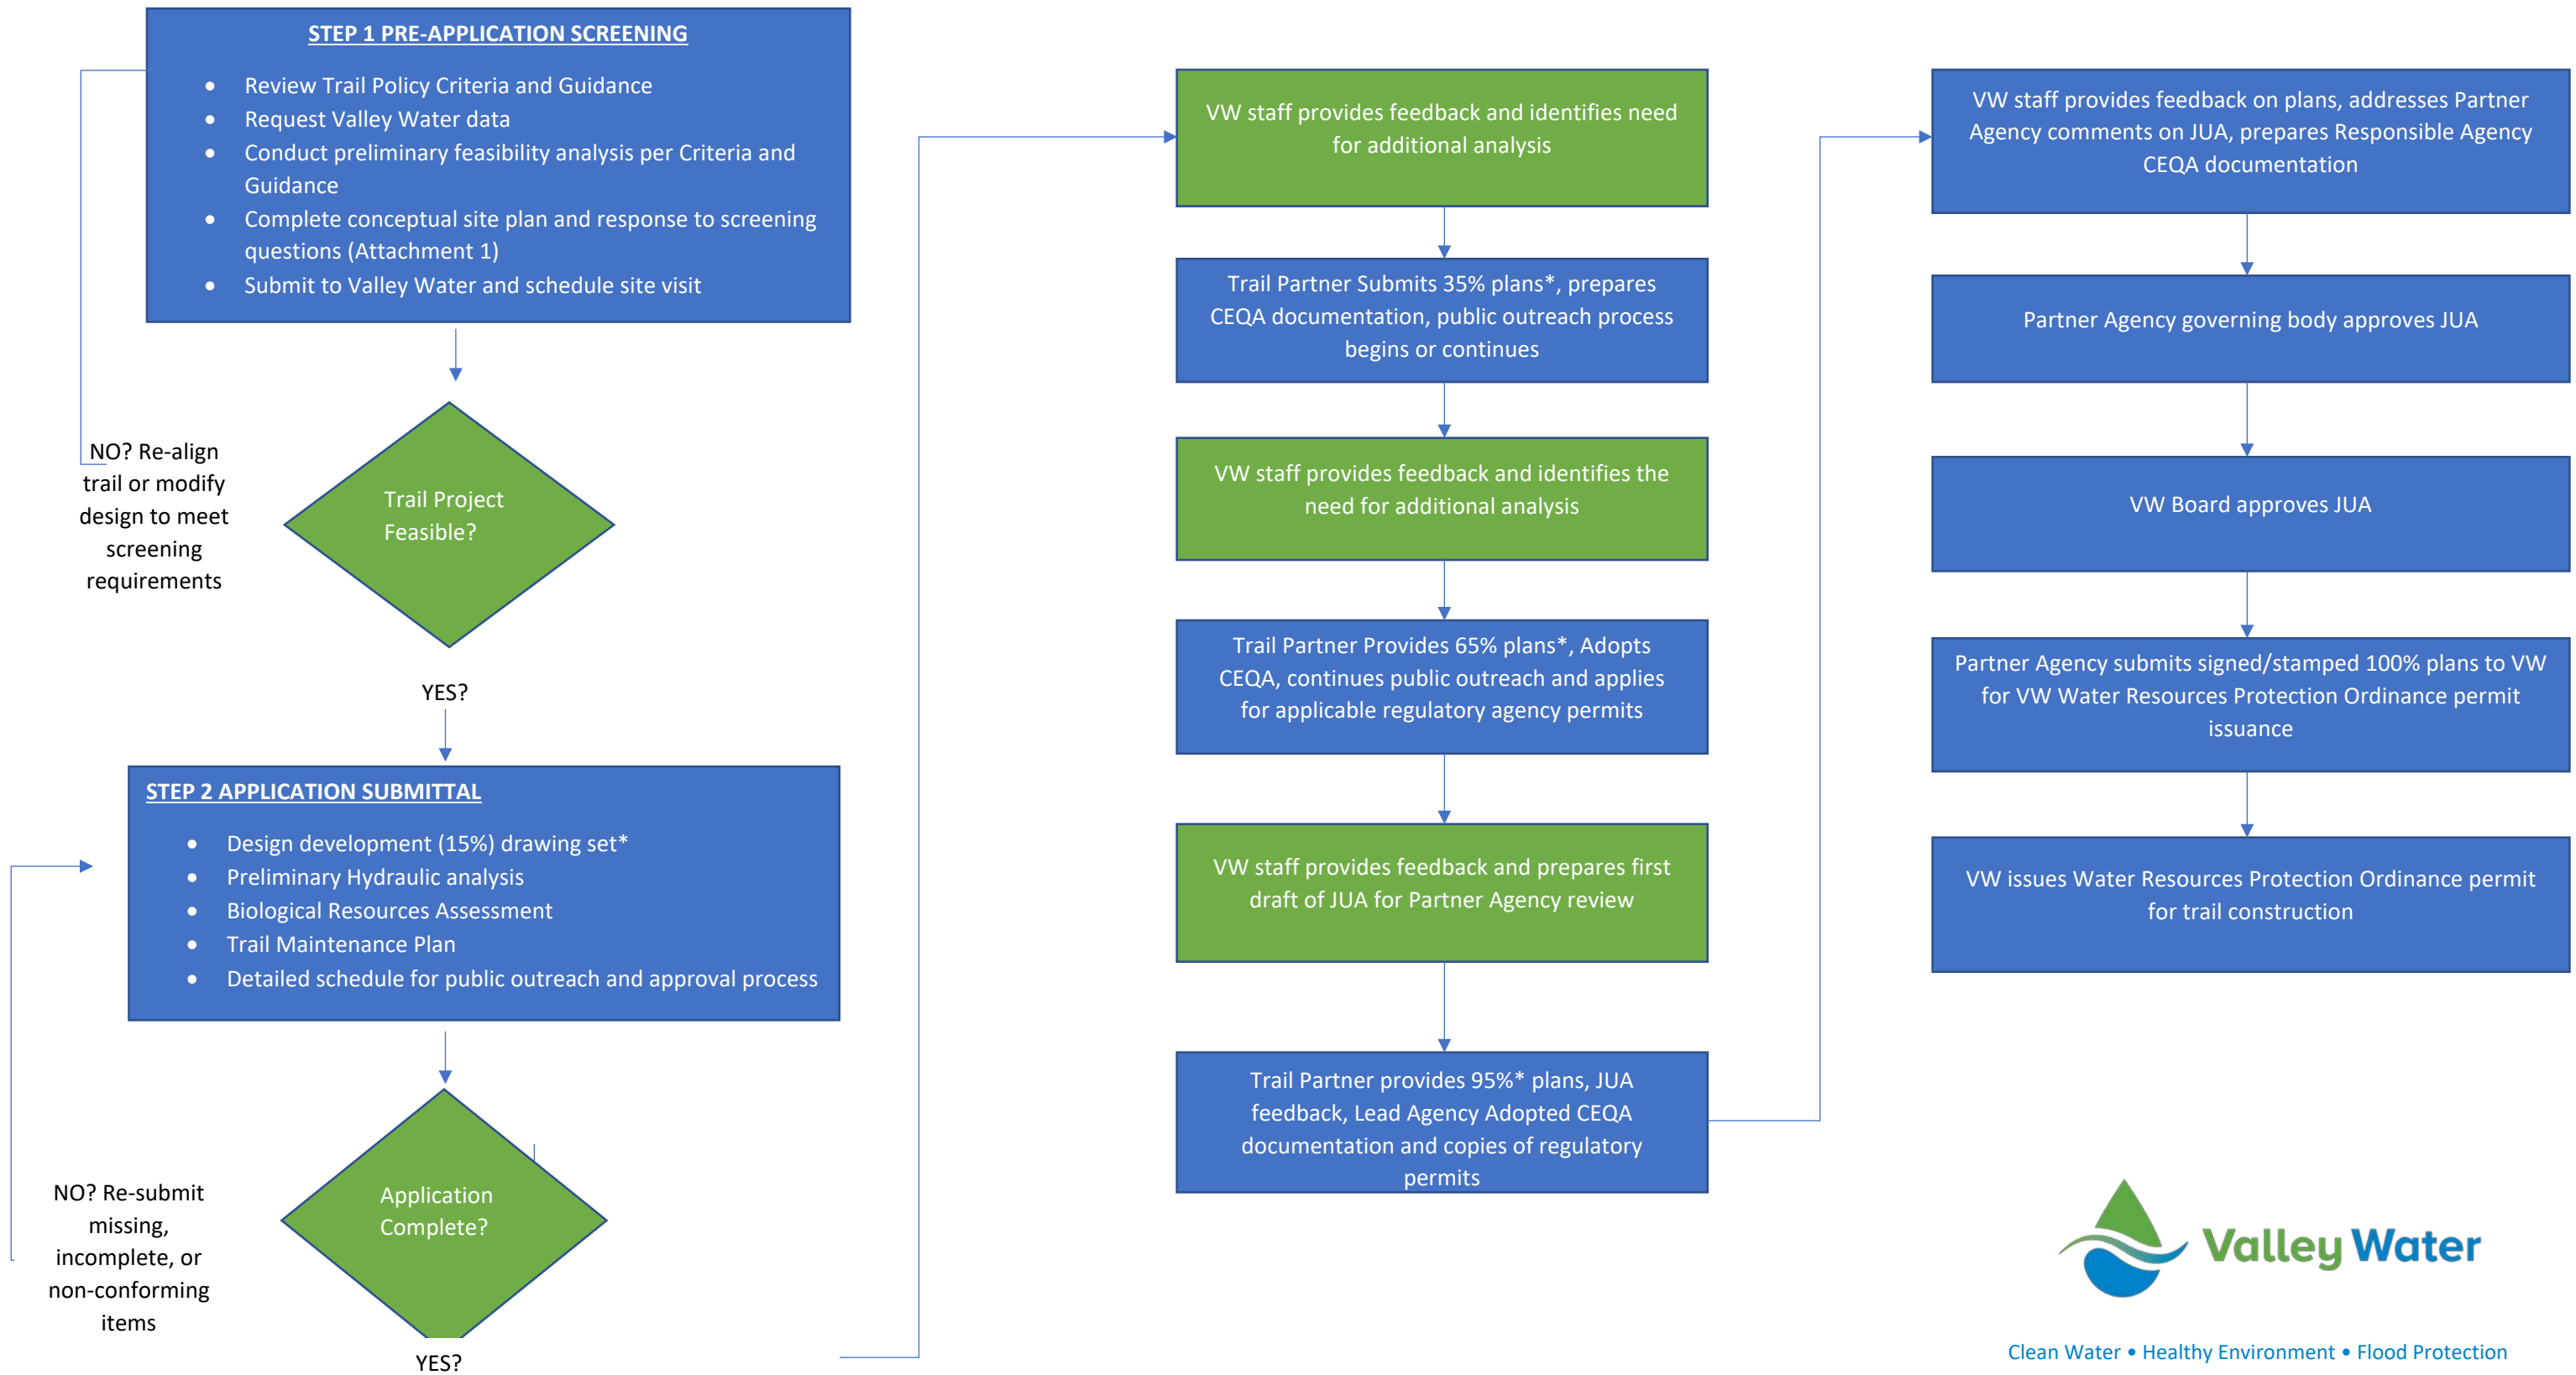 STEP 1 PRE-APPLICATION SCREENING
• Review Trail Policy Criteria and Guidance
• Request Valley Water data
• Conduct preliminary feasibility analysis per Criteria and
Guidance
• Complete conceptual site plan and response to screening
questions (Attachment 1)
• Submit to Valley Water and schedule site visit
NO? Re-align
trail or modify
design to meet
screening
requirements
Trail Project
Feasible?
YES?
STEP 2 APPLICATION SUBMITTAL
• Design development (15%) drawing set*
• Preliminary Hydraulic analysis
• Biological Resources Assessment
• Trail Maintenance Plan
• Detailed schedule for public outreach and approval process
NO? Re-submit
missing,
incomplete, or
non-conforming
items
Application
Complete?
YES?
VW staff provides feedback and identifies need
for additional analysis
Trail Partner Submits 35% plans*, prepares
CEQA documentation, public outreach process
begins or continues
VW staff provides feedback and identifies the
need for additional analysis
Trail Partner Provides 65% plans*, Adopts
CEQA, continues public outreach and applies
for applicable regulatory agency permits
VW staff provides feedback and prepares first
draft of JUA for Partner Agency review
Trail Partner provides 95%* plans, JUA
feedback, Lead Agency Adopted CEQA
documentation and copies of regulatory
permits
VW staff provides feedback on plans, addresses Partner
Agency comments on JUA, prepares Responsible Agency
CEQA documentation
Partner Agency governing body approves JUA
VW Board approves JUA
Partner Agency submits signed/stamped 100% plans to VW
for VW Water Resources Protection Ordinance permit
issuance
VW issues Water Resources Protection Ordinance permit
for trail construction
Valley Water
Clean Water • Healthy Environment • Flood Protection